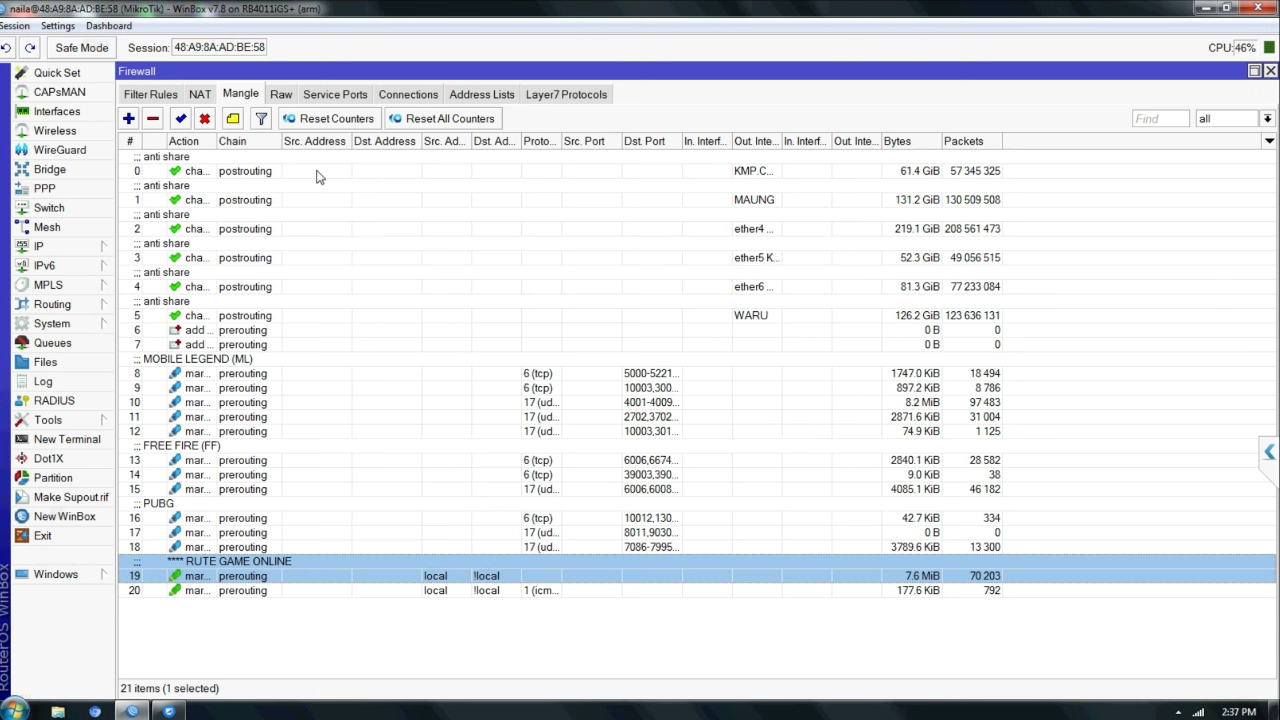 naila@48:A9:8A:AD:BE:58 (MikroTik) - WinBox v7.8 on RB4011iGS+ (arm)
Session Settings Dashboard
Safe Mode Session: 48:A9:8A:AD:BE:58 CPU:46%
Quick Set
CAPsMAN
Interfaces
Wireless
WireGuard
Bridge
PPP
Switch
Mesh
IP
IPv6
MPLS
Routing
System
Queues
Files
Log
RADIUS
Tools
New Terminal
Dot1X
Partition
Make Supout.rif
New WinBox
Exit
Windows
RouterOS WinBox
Firewall
Filter Rules NAT Mangle Raw Service Ports Connections Address Lists Layer7 Protocols
Reset Counters Reset All Counters Find all
# Action Chain Src. Address Dst. Address Src. Ad... Dst. Ad... Proto... Src. Port Dst. Port In. Interf... Out. Inte... In. Interf... Out. Inte... Bytes Packets
;;; anti share
0 cha... postrouting KMP.C... 61.4 GiB 57 345 325
;;; anti share
1 cha... postrouting MAUNG 131.2 GiB 130 509 508
;;; anti share
2 cha... postrouting ether4 ... 219.1 GiB 208 561 473
;;; anti share
3 cha... postrouting ether5 K... 52.3 GiB 49 056 515
;;; anti share
4 cha... postrouting ether6 ... 81.3 GiB 77 233 084
;;; anti share
5 cha... postrouting WARU 126.2 GiB 123 636 131
6 add ... prerouting 0 B 0
7 add ... prerouting 0 B 0
;;; MOBILE LEGEND (ML)
8 mar... prerouting 6 (tcp) 5000-5221... 1747.0 KiB 18 494
9 mar... prerouting 6 (tcp) 10003,300... 897.2 KiB 8 786
10 mar... prerouting 17 (ud... 4001-4009... 8.2 MiB 97 483
11 mar... prerouting 17 (ud... 2702,3702... 2871.6 KiB 31 004
12 mar... prerouting 17 (ud... 10003,301... 74.9 KiB 1 125
;;; FREE FIRE (FF)
13 mar... prerouting 6 (tcp) 6006,6674... 2840.1 KiB 28 582
14 mar... prerouting 6 (tcp) 39003,390... 9.0 KiB 38
15 mar... prerouting 17 (ud... 6006,6008... 4085.1 KiB 46 182
;;; PUBG
16 mar... prerouting 6 (tcp) 10012,130... 42.7 KiB 334
17 mar... prerouting 17 (ud... 8011,9030... 0 B 0
18 mar... prerouting 17 (ud... 7086-7995... 3789.6 KiB 13 300
;;; **** RUTE GAME ONLINE
19 mar... prerouting local !local 7.6 MiB 70 203
20 mar... prerouting local !local 1 (icm... 177.6 KiB 792
21 items (1 selected)
2:37 PM